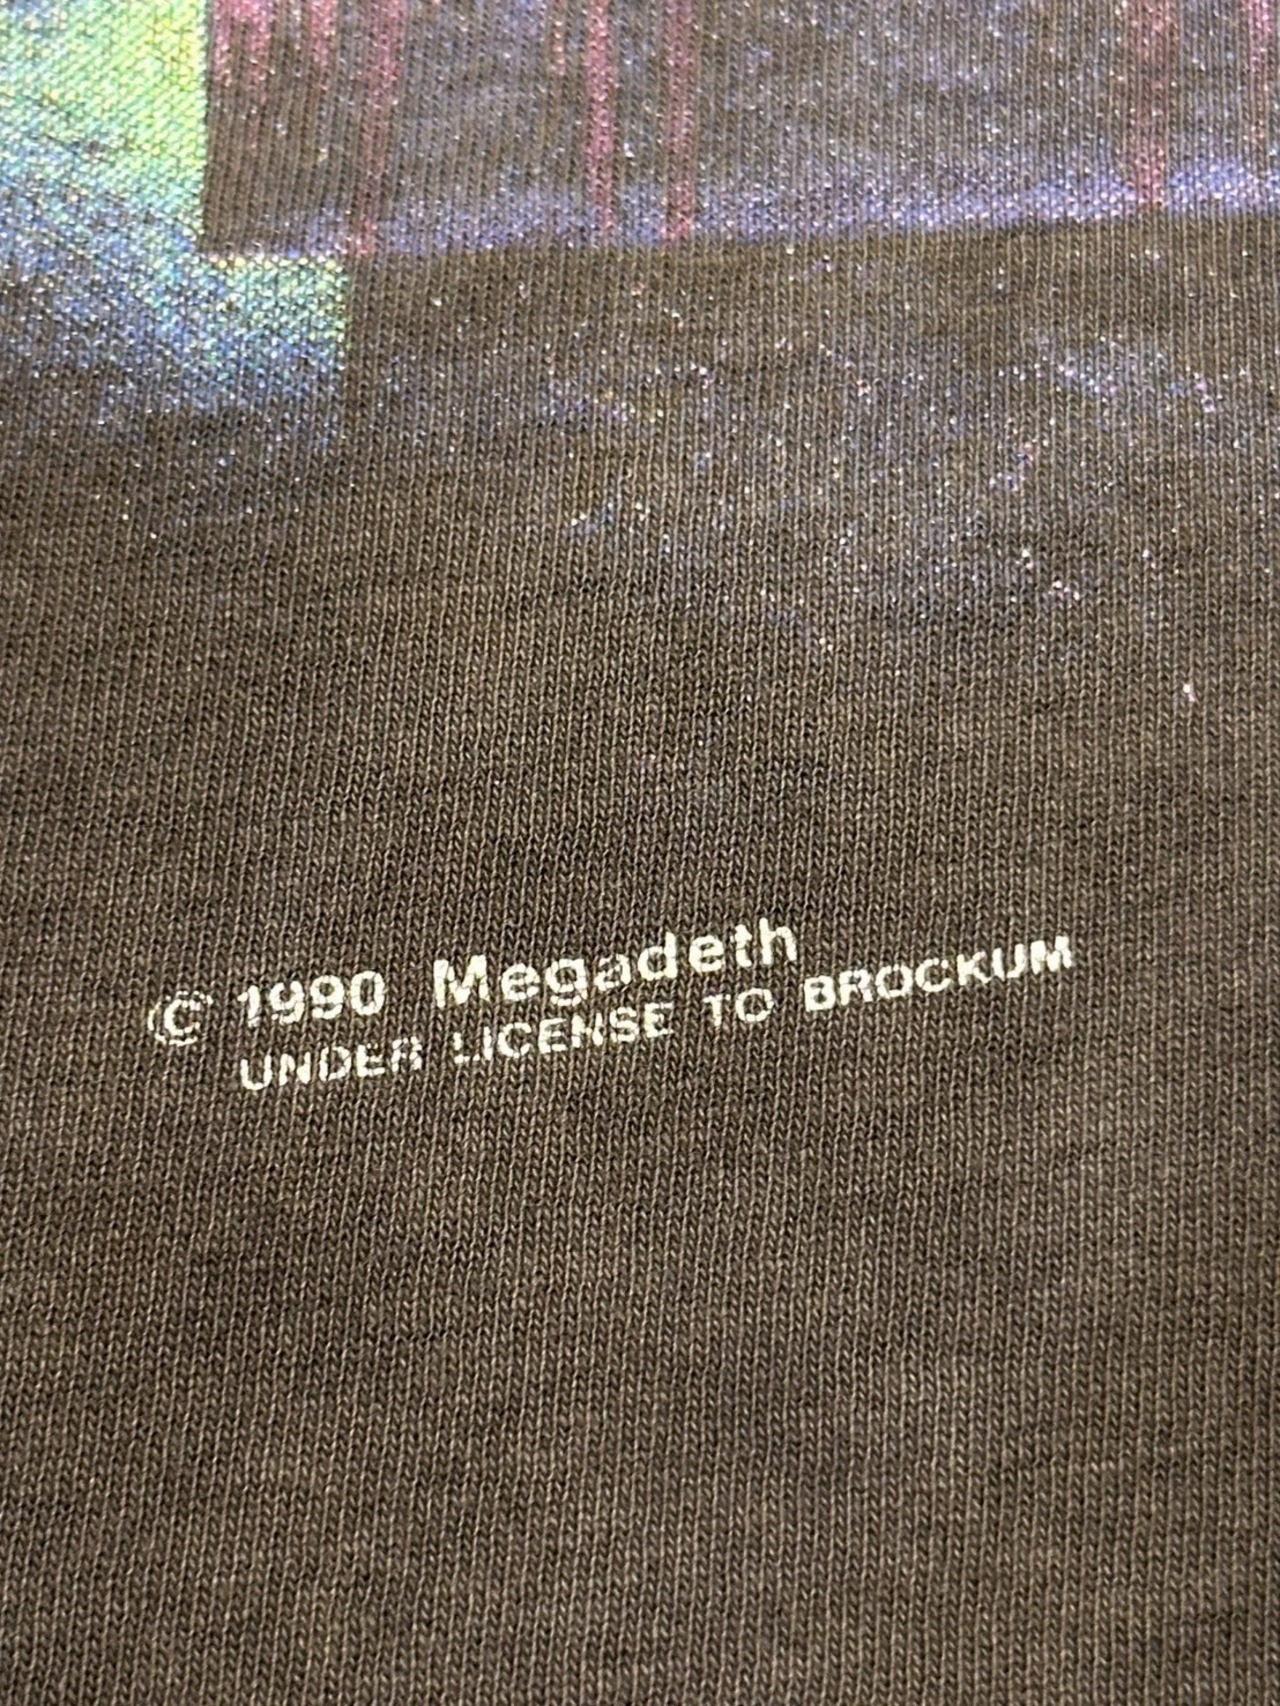 © 1990 Megadeth
UNDER LICENSE TO BROCKUM